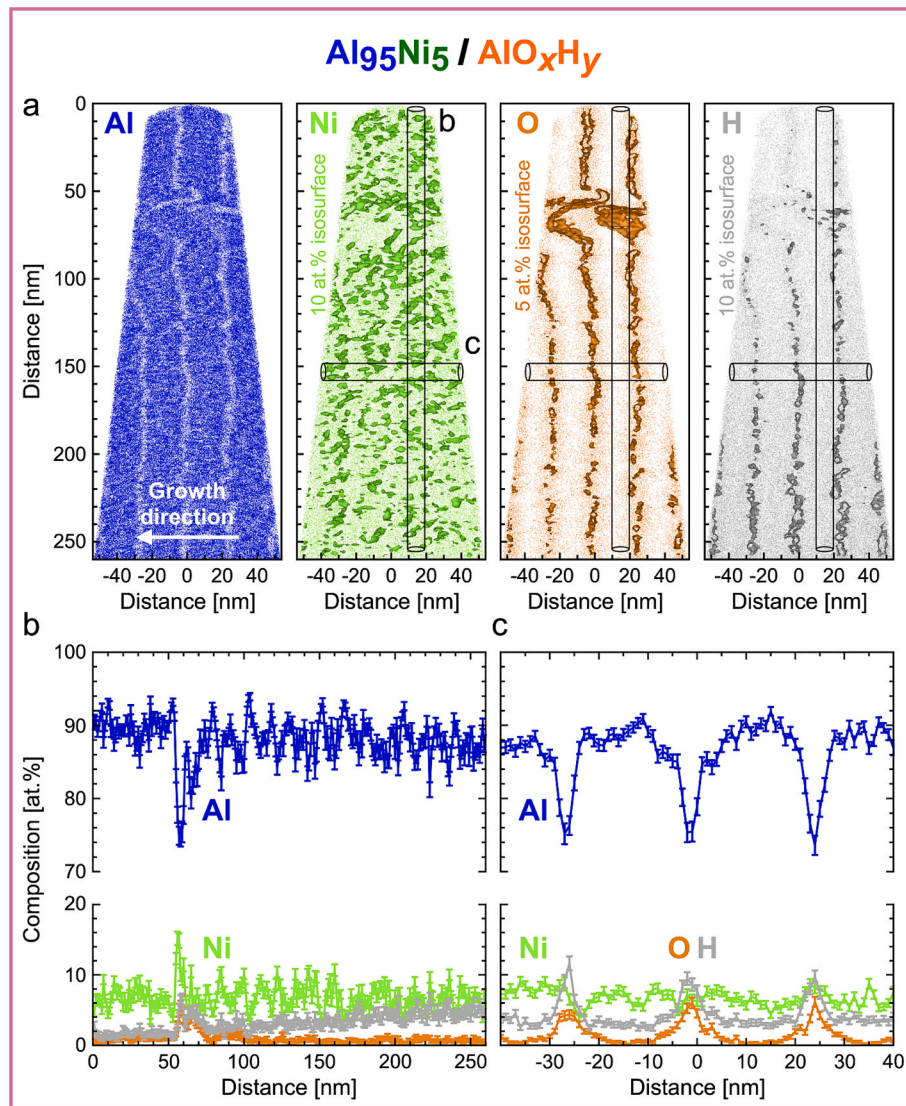 Al95Ni5 / AlOxHy
a
Al
Ni
b
O
H
10 at.% isosurface
5 at.% isosurface
10 at.% isosurface
c
Growth
direction
Distance [nm]
0
50
100
150
200
250
-40 -20 0 20 40
-40 -20 0 20 40
-40 -20 0 20 40
-40 -20 0 20 40
Distance [nm]
Distance [nm]
Distance [nm]
Distance [nm]
b
c
Composition [at.%]
100
90
80
70
20
10
0
Al
Al
Ni
Ni
O H
0 50 100 150 200 250
-30 -20 -10 0 10 20 30 40
Distance [nm]
Distance [nm]